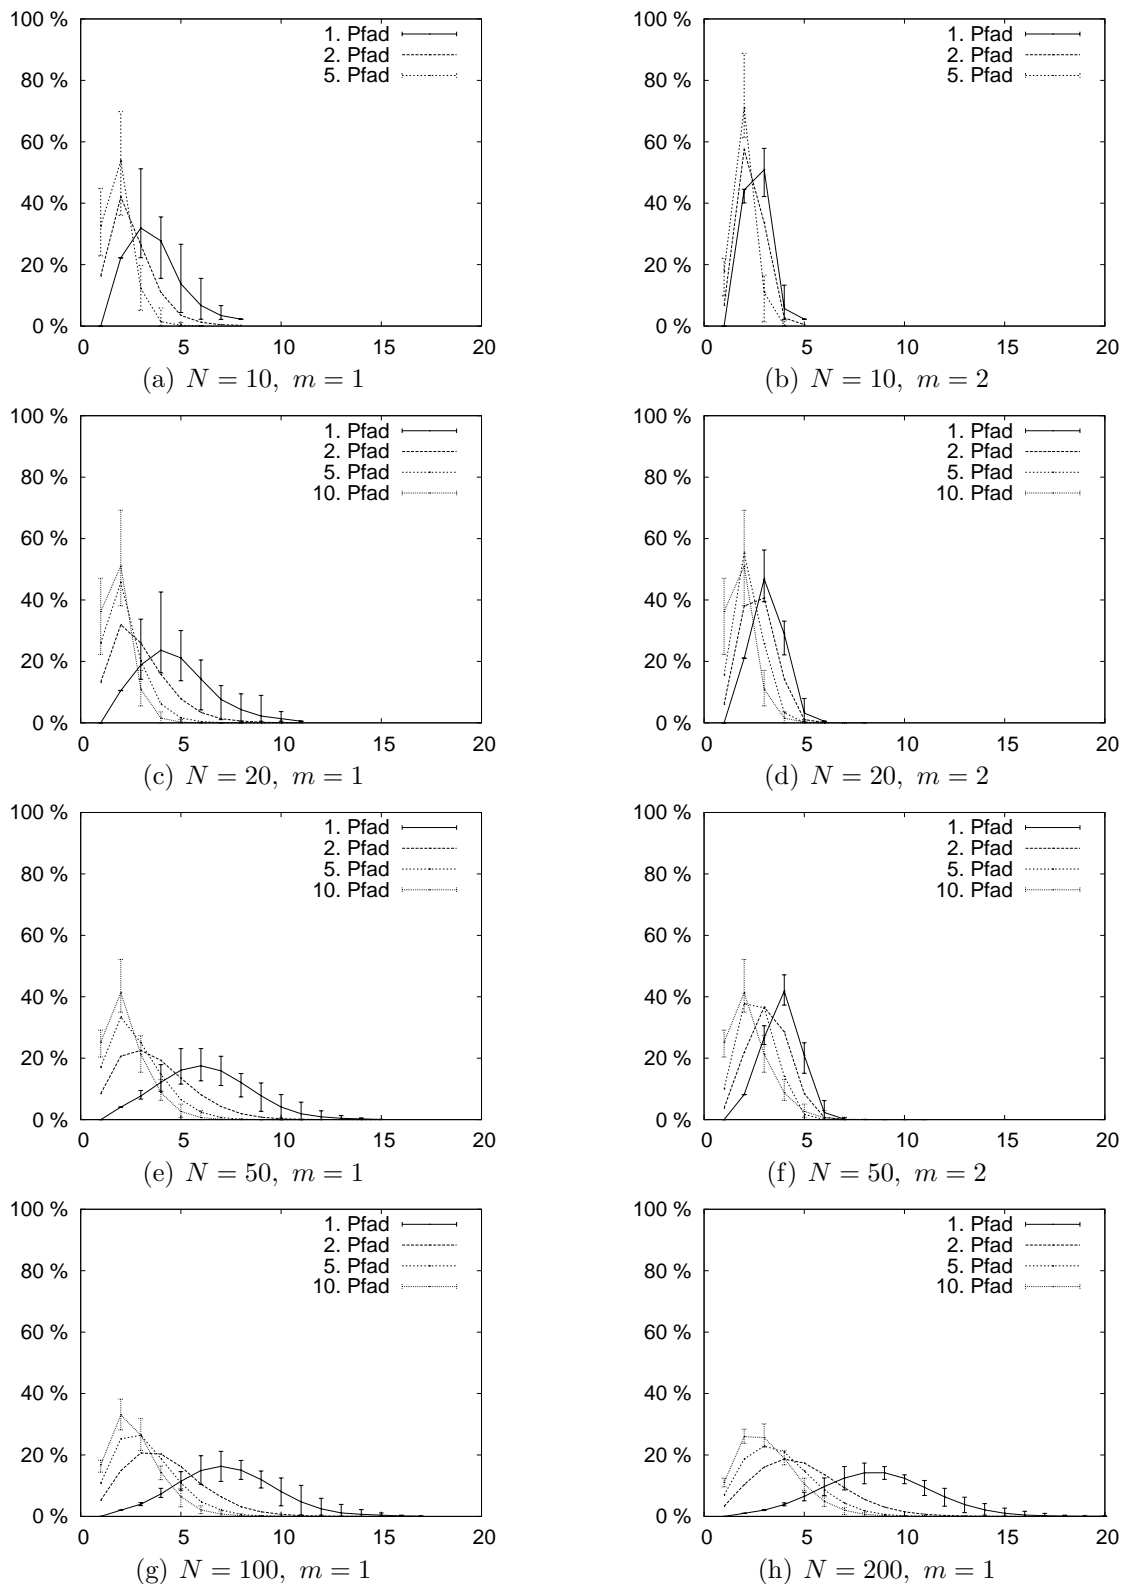 100 %
80 %
60 %
40 %
20 %
0 %
0 5 10 15 20
1. Pfad
2. Pfad
5. Pfad
(a) N = 10, m = 1
100 %
80 %
60 %
40 %
20 %
0 %
0 5 10 15 20
1. Pfad
2. Pfad
5. Pfad
(b) N = 10, m = 2
100 %
80 %
60 %
40 %
20 %
0 %
0 5 10 15 20
1. Pfad
2. Pfad
5. Pfad
10. Pfad
(c) N = 20, m = 1
100 %
80 %
60 %
40 %
20 %
0 %
0 5 10 15 20
1. Pfad
2. Pfad
5. Pfad
10. Pfad
(d) N = 20, m = 2
100 %
80 %
60 %
40 %
20 %
0 %
0 5 10 15 20
1. Pfad
2. Pfad
5. Pfad
10. Pfad
(e) N = 50, m = 1
100 %
80 %
60 %
40 %
20 %
0 %
0 5 10 15 20
1. Pfad
2. Pfad
5. Pfad
10. Pfad
(f) N = 50, m = 2
100 %
80 %
60 %
40 %
20 %
0 %
0 5 10 15 20
1. Pfad
2. Pfad
5. Pfad
10. Pfad
(g) N = 100, m = 1
100 %
80 %
60 %
40 %
20 %
0 %
0 5 10 15 20
1. Pfad
2. Pfad
5. Pfad
10. Pfad
(h) N = 200, m = 1